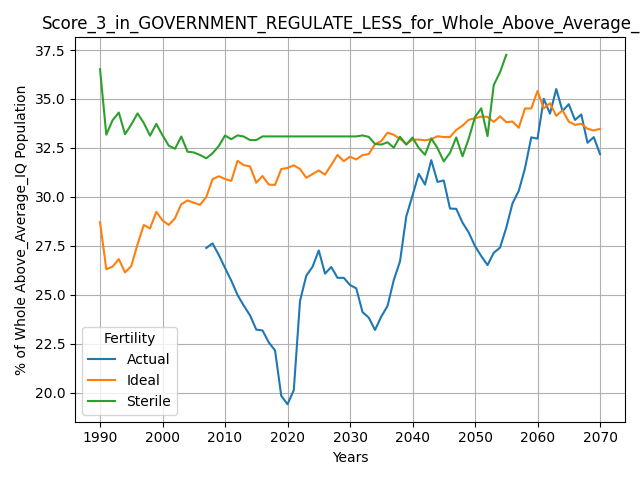 Score_3_in_GOVERNMENT_REGULATE_LESS_for_Whole_Above_Average_
% of Whole Above_Average_IQ Population
37.5
35.0
32.5
30.0
27.5
25.0
22.5
20.0
Fertility
Actual
Ideal
Sterile
1990 2000 2010 2020 2030 2040 2050 2060 2070
Years